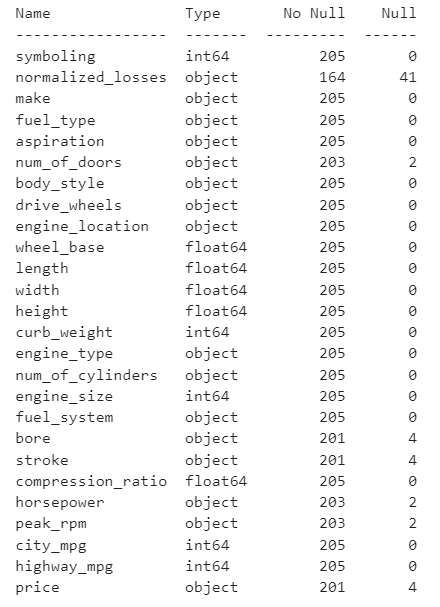 Name Type No Null Null
----------------- ------- --------- ------
symboling int64 205 0
normalized_losses object 164 41
make object 205 0
fuel_type object 205 0
aspiration object 205 0
num_of_doors object 203 2
body_style object 205 0
drive_wheels object 205 0
engine_location object 205 0
wheel_base float64 205 0
length float64 205 0
width float64 205 0
height float64 205 0
curb_weight int64 205 0
engine_type object 205 0
num_of_cylinders object 205 0
engine_size int64 205 0
fuel_system object 205 0
bore object 201 4
stroke object 201 4
compression_ratio float64 205 0
horsepower object 203 2
peak_rpm object 203 2
city_mpg int64 205 0
highway_mpg int64 205 0
price object 201 4